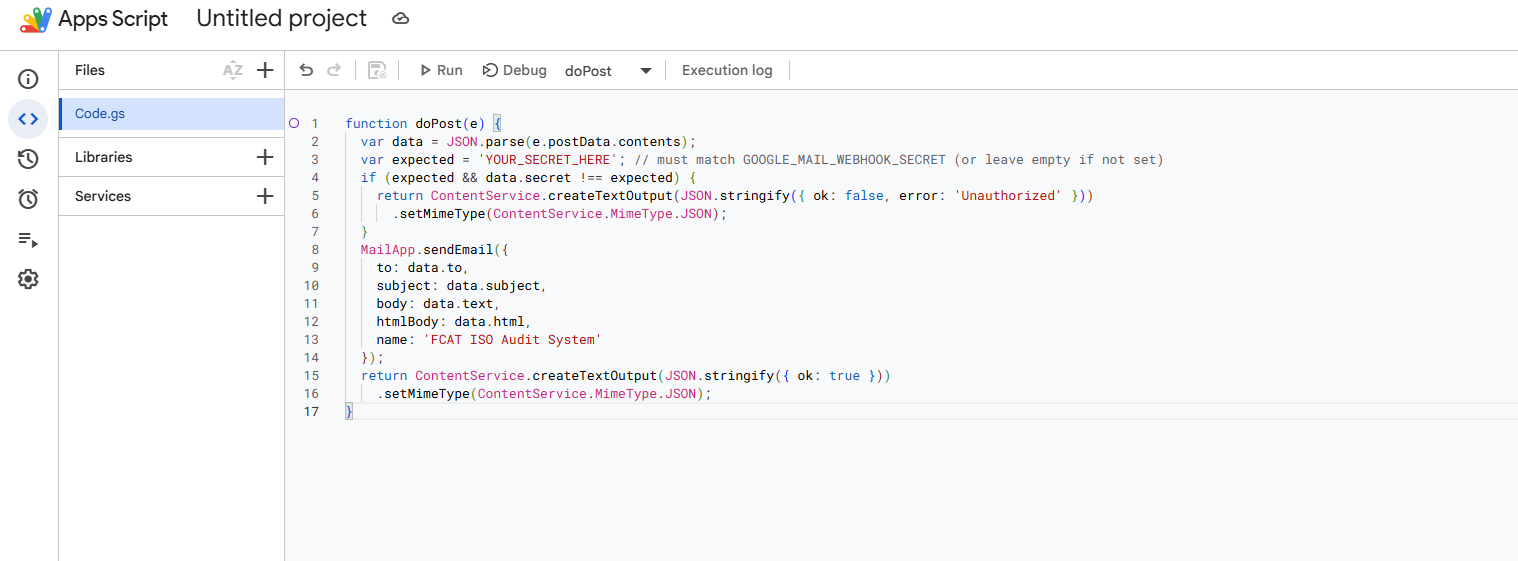 Apps Script Untitled project
Files AZ
Run Debug doPost Execution log
Code.gs
Libraries
Services
1 function doPost(e) {
2 var data = JSON.parse(e.postData.contents);
3 var expected = 'YOUR_SECRET_HERE'; // must match GOOGLE_MAIL_WEBHOOK_SECRET (or leave empty if not set)
4 if (expected && data.secret !== expected) {
5 return ContentService.createTextOutput(JSON.stringify({ ok: false, error: 'Unauthorized' }))
6 .setMimeType(ContentService.MimeType.JSON);
7 }
8 MailApp.sendEmail({
9 to: data.to,
10 subject: data.subject,
11 body: data.text,
12 htmlBody: data.html,
13 name: 'FCAT ISO Audit System'
14 });
15 return ContentService.createTextOutput(JSON.stringify({ ok: true }))
16 .setMimeType(ContentService.MimeType.JSON);
17 }